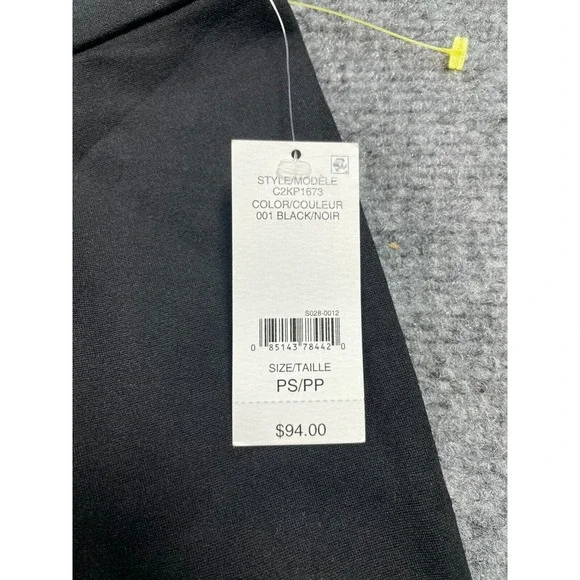 STYLE/MODÈLE
C2KP1673
COLOR/COULEUR
001 BLACK/NOIR
S028-0012
0 85143 78442 0
SIZE/TAILLE
PS/PP
$94.00